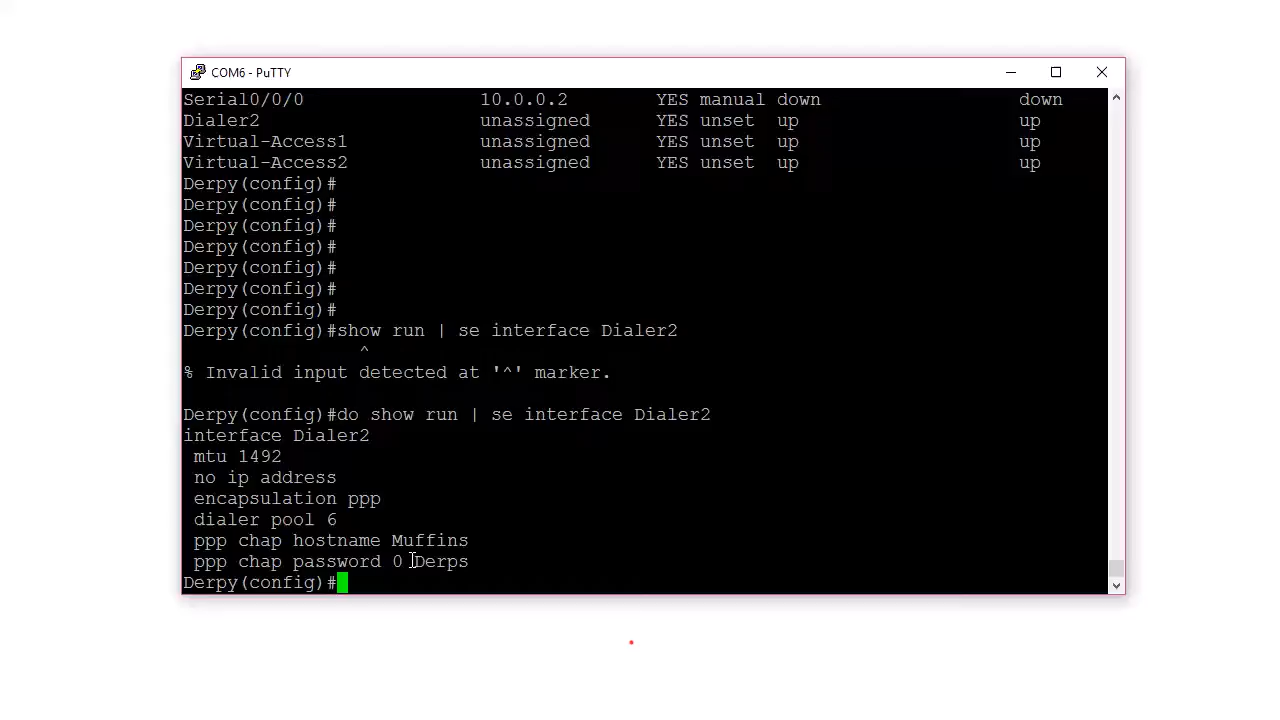 COM6 - PuTTY
Serial0/0/0 10.0.0.2 YES manual down down
Dialer2 unassigned YES unset up up
Virtual-Access1 unassigned YES unset up up
Virtual-Access2 unassigned YES unset up up
Derpy(config)#
Derpy(config)#
Derpy(config)#
Derpy(config)#
Derpy(config)#
Derpy(config)#
Derpy(config)#
Derpy(config)#show run | se interface Dialer2
^
% Invalid input detected at '^' marker.
Derpy(config)#do show run | se interface Dialer2
interface Dialer2
mtu 1492
no ip address
encapsulation ppp
dialer pool 6
ppp chap hostname Muffins
ppp chap password 0 Derps
Derpy(config)#